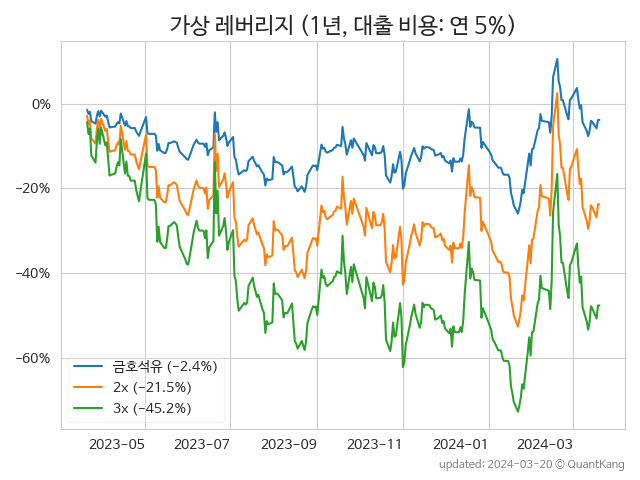 가상 레버리지 (1년, 대출 비용: 연 5%)
0%
−20%
−40%
−60%
금호석유 (−2.4%)
2x (−21.5%)
3x (−45.2%)
2023-05 2023-07 2023-09 2023-11 2024-01 2024-03
updated: 2024-03-20 © QuantKang